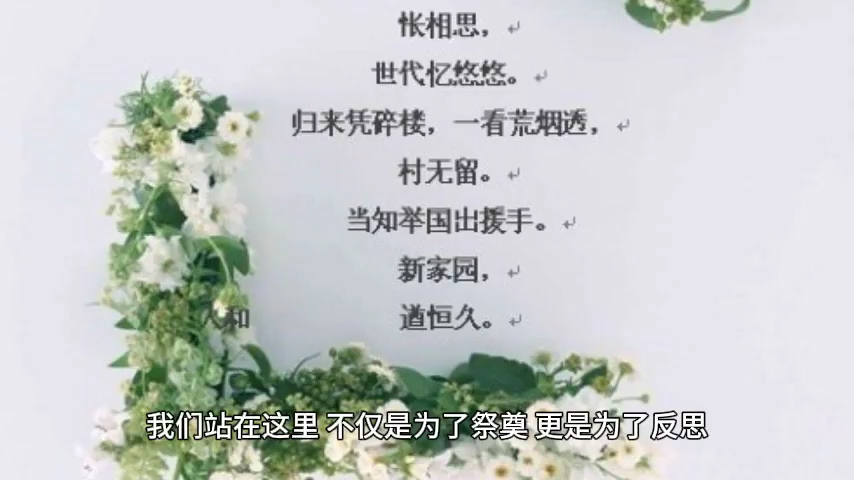 怅相思，
世代忆悠悠。
归来凭碎楼，一看荒烟透，
村无留。
当知举国出援手。
新家园，
人和 遒恒久。
我们站在这里 不仅是为了祭奠 更是为了反思